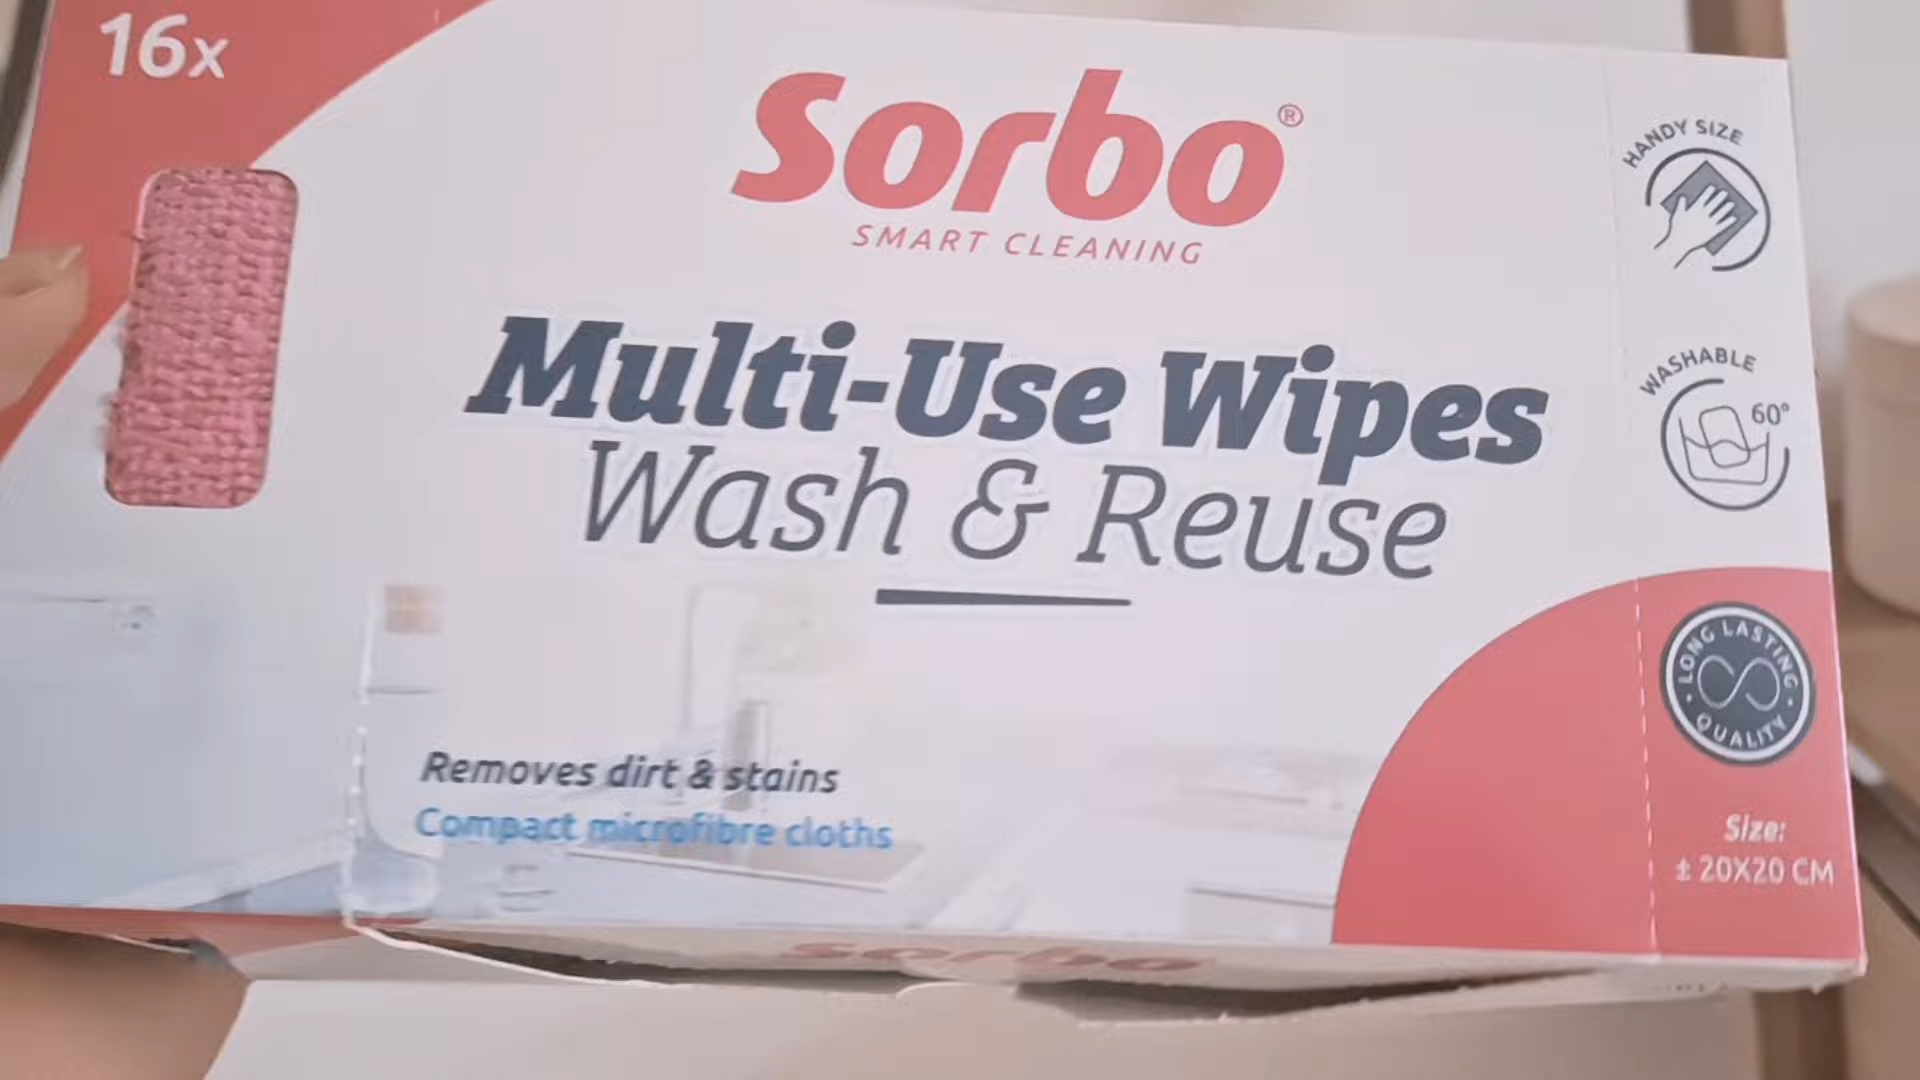 16x
Sorbo®
SMART CLEANING
Multi-Use Wipes
Wash & Reuse
Removes dirt & stains
Compact microfibre cloths
HANDY SIZE
WASHABLE
60°
LONG LASTING
QUALITY
Size:
± 20X20 CM
sorbo